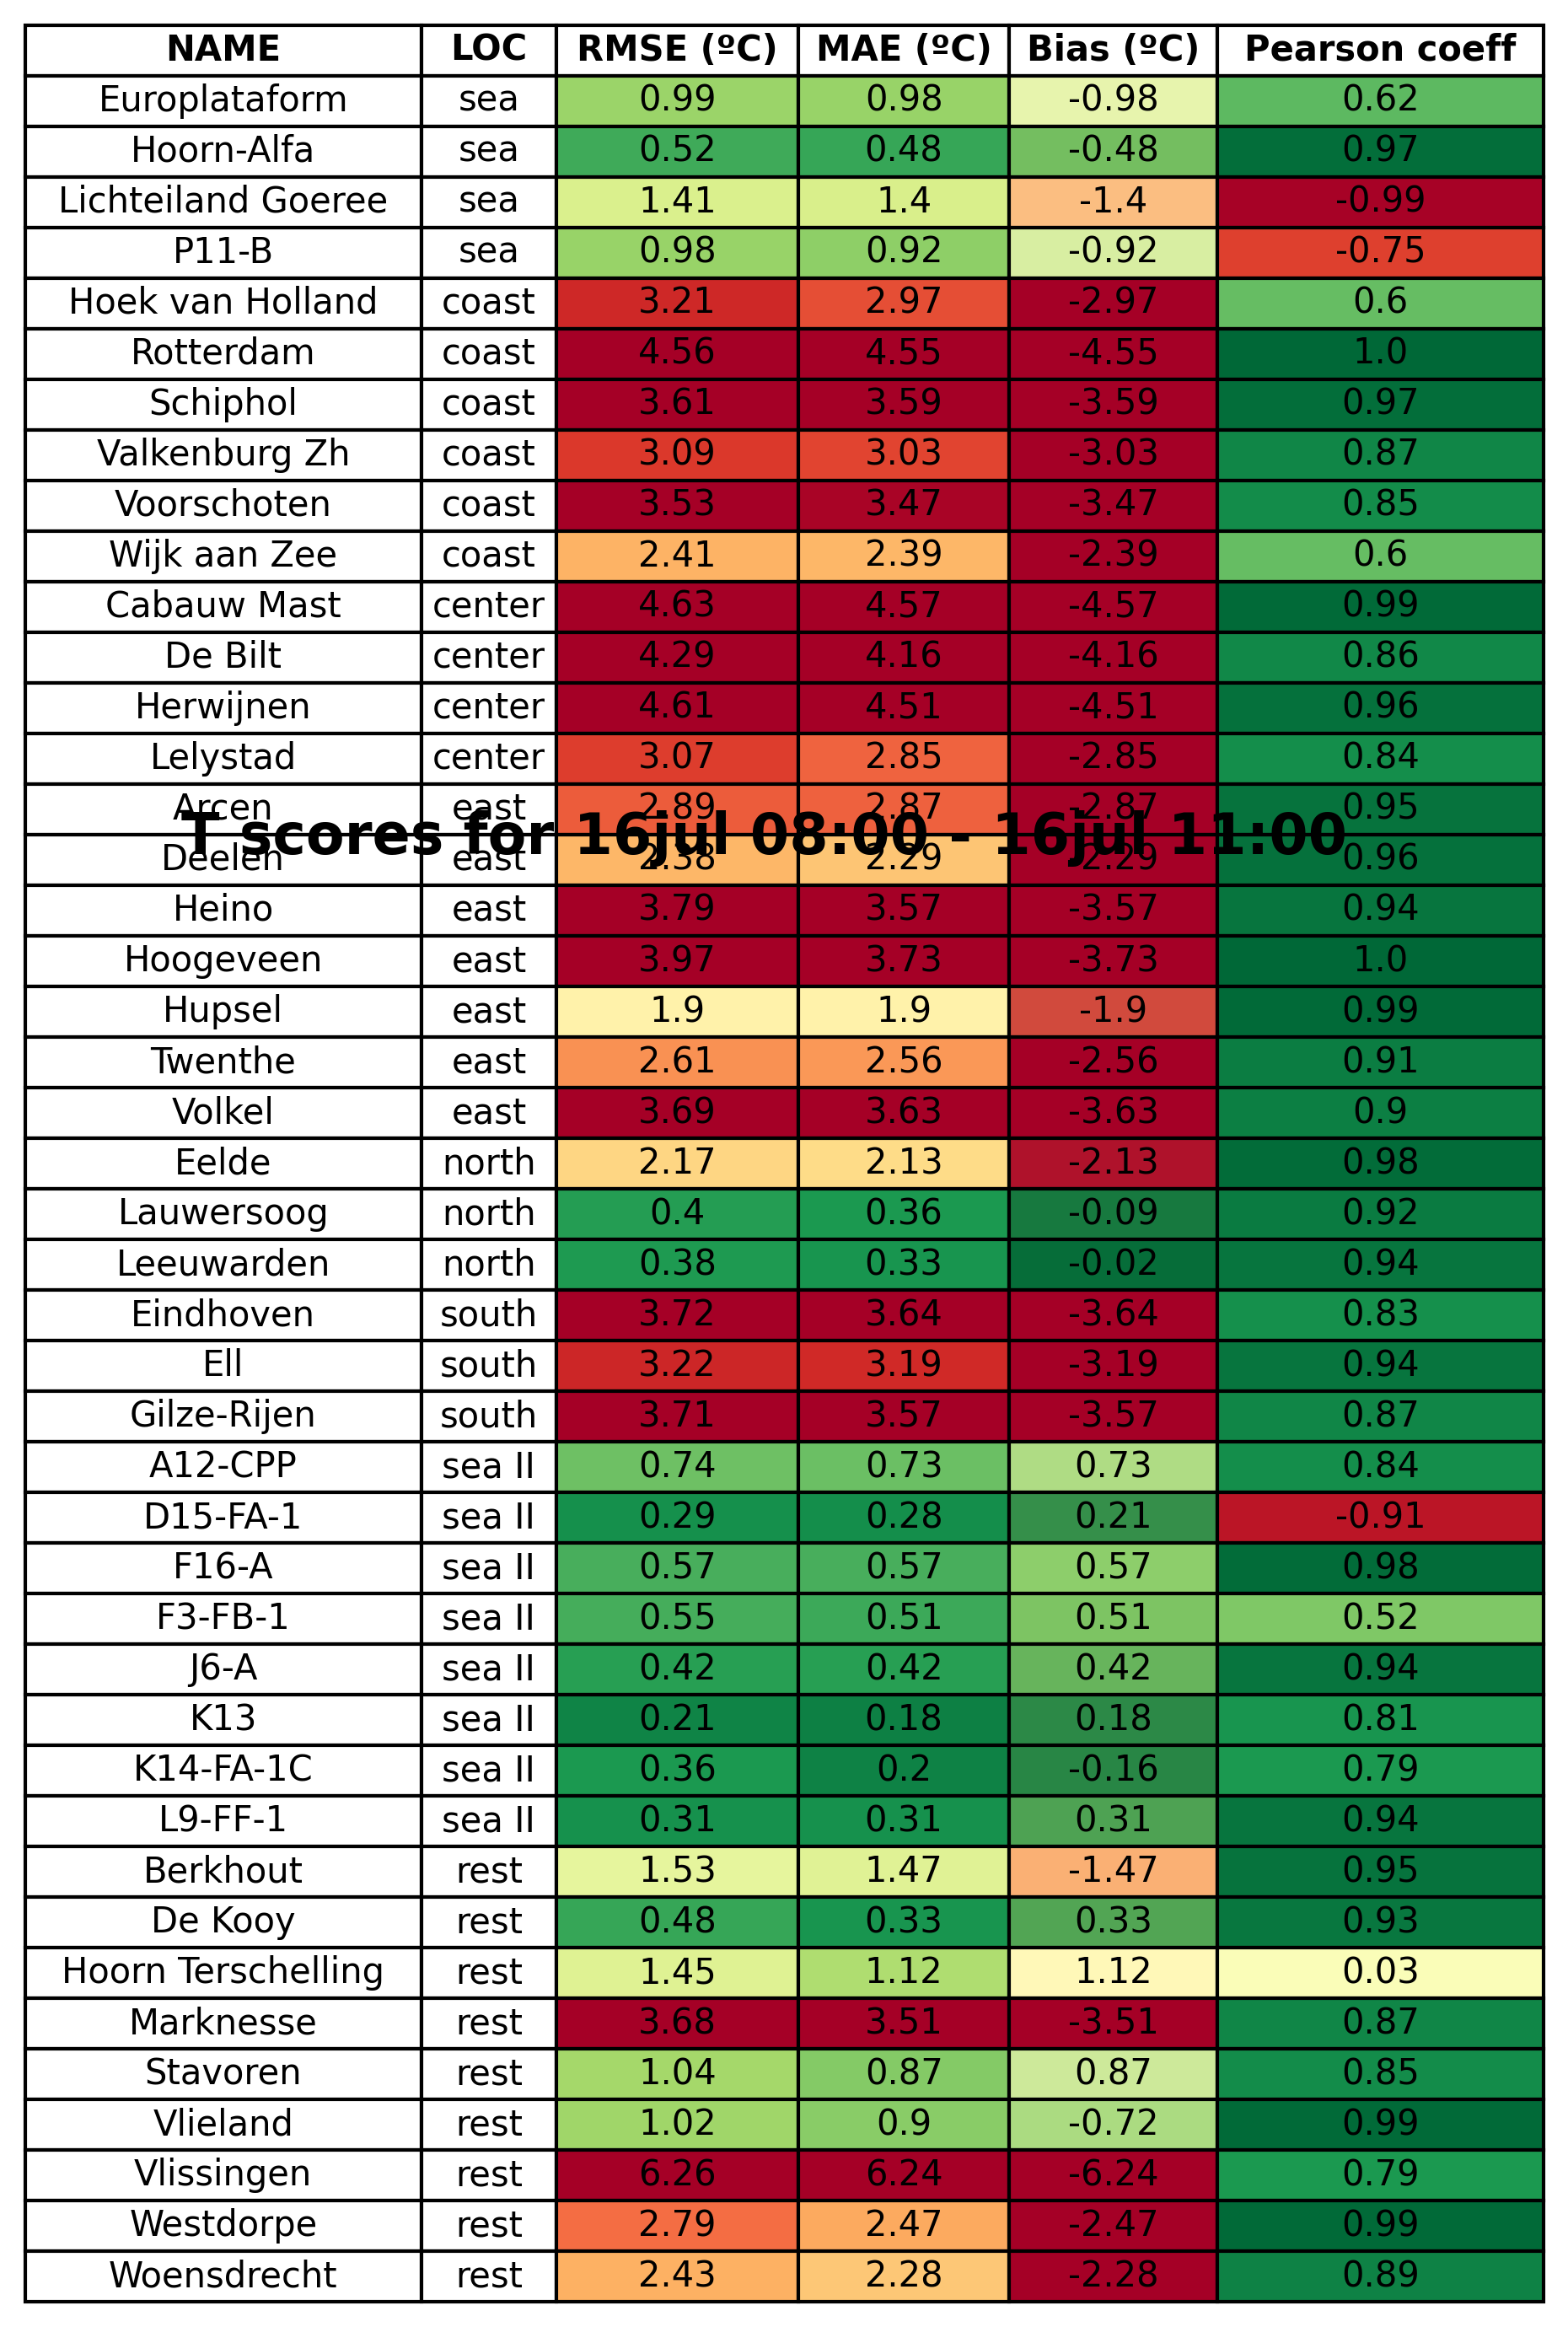 NAME LOC RMSE (ºC) MAE (ºC) Bias (ºC) Pearson coeff
Europlataform sea 0.99 0.98 -0.98 0.62
Hoorn-Alfa sea 0.52 0.48 -0.48 0.97
Lichteiland Goeree sea 1.41 1.4 -1.4 -0.99
P11-B sea 0.98 0.92 -0.92 -0.75
Hoek van Holland coast 3.21 2.97 -2.97 0.6
Rotterdam coast 4.56 4.55 -4.55 1.0
Schiphol coast 3.61 3.59 -3.59 0.97
Valkenburg Zh coast 3.09 3.03 -3.03 0.87
Voorschoten coast 3.53 3.47 -3.47 0.85
Wijk aan Zee coast 2.41 2.39 -2.39 0.6
Cabauw Mast center 4.63 4.57 -4.57 0.99
De Bilt center 4.29 4.16 -4.16 0.86
Herwijnen center 4.61 4.51 -4.51 0.96
Lelystad center 3.07 2.85 -2.85 0.84
Arcen east 2.89 2.87 -2.87 0.95
T scores for 16jul 08:00 - 16jul 11:00
Deelen east 2.38 2.29 -2.29 0.96
Heino east 3.79 3.57 -3.57 0.94
Hoogeveen east 3.97 3.73 -3.73 1.0
Hupsel east 1.9 1.9 -1.9 0.99
Twenthe east 2.61 2.56 -2.56 0.91
Volkel east 3.69 3.63 -3.63 0.9
Eelde north 2.17 2.13 -2.13 0.98
Lauwersoog north 0.4 0.36 -0.09 0.92
Leeuwarden north 0.38 0.33 -0.02 0.94
Eindhoven south 3.72 3.64 -3.64 0.83
Ell south 3.22 3.19 -3.19 0.94
Gilze-Rijen south 3.71 3.57 -3.57 0.87
A12-CPP sea II 0.74 0.73 0.73 0.84
D15-FA-1 sea II 0.29 0.28 0.21 -0.91
F16-A sea II 0.57 0.57 0.57 0.98
F3-FB-1 sea II 0.55 0.51 0.51 0.52
J6-A sea II 0.42 0.42 0.42 0.94
K13 sea II 0.21 0.18 0.18 0.81
K14-FA-1C sea II 0.36 0.2 -0.16 0.79
L9-FF-1 sea II 0.31 0.31 0.31 0.94
Berkhout rest 1.53 1.47 -1.47 0.95
De Kooy rest 0.48 0.33 0.33 0.93
Hoorn Terschelling rest 1.45 1.12 1.12 0.03
Marknesse rest 3.68 3.51 -3.51 0.87
Stavoren rest 1.04 0.87 0.87 0.85
Vlieland rest 1.02 0.9 -0.72 0.99
Vlissingen rest 6.26 6.24 -6.24 0.79
Westdorpe rest 2.79 2.47 -2.47 0.99
Woensdrecht rest 2.43 2.28 -2.28 0.89